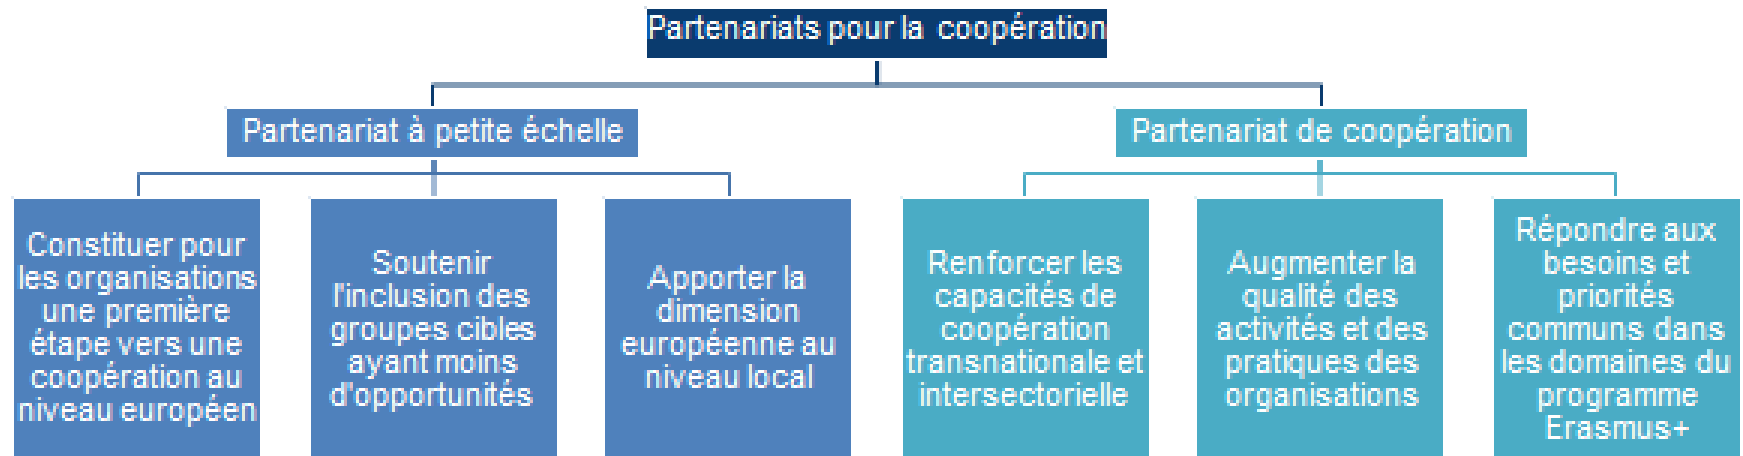 Partenariats pour la coopération
Partenariat à petite échelle
Partenariat de coopération
Constituer pour
les organisations
une première
étape vers une
coopération au
niveau européen
Soutenir
l'inclusion des
groupes cibles
ayant moins
d'opportunités
Apporter la
dimension
européenne au
niveau local
Renforcer les
capacités de
coopération
transnationale et
intersectorielle
Augmenter la
qualité des
activités et des
pratiques des
organisations
Répondre aux
besoins et
priorités
communs dans
les domaines du
programme
Erasmus+